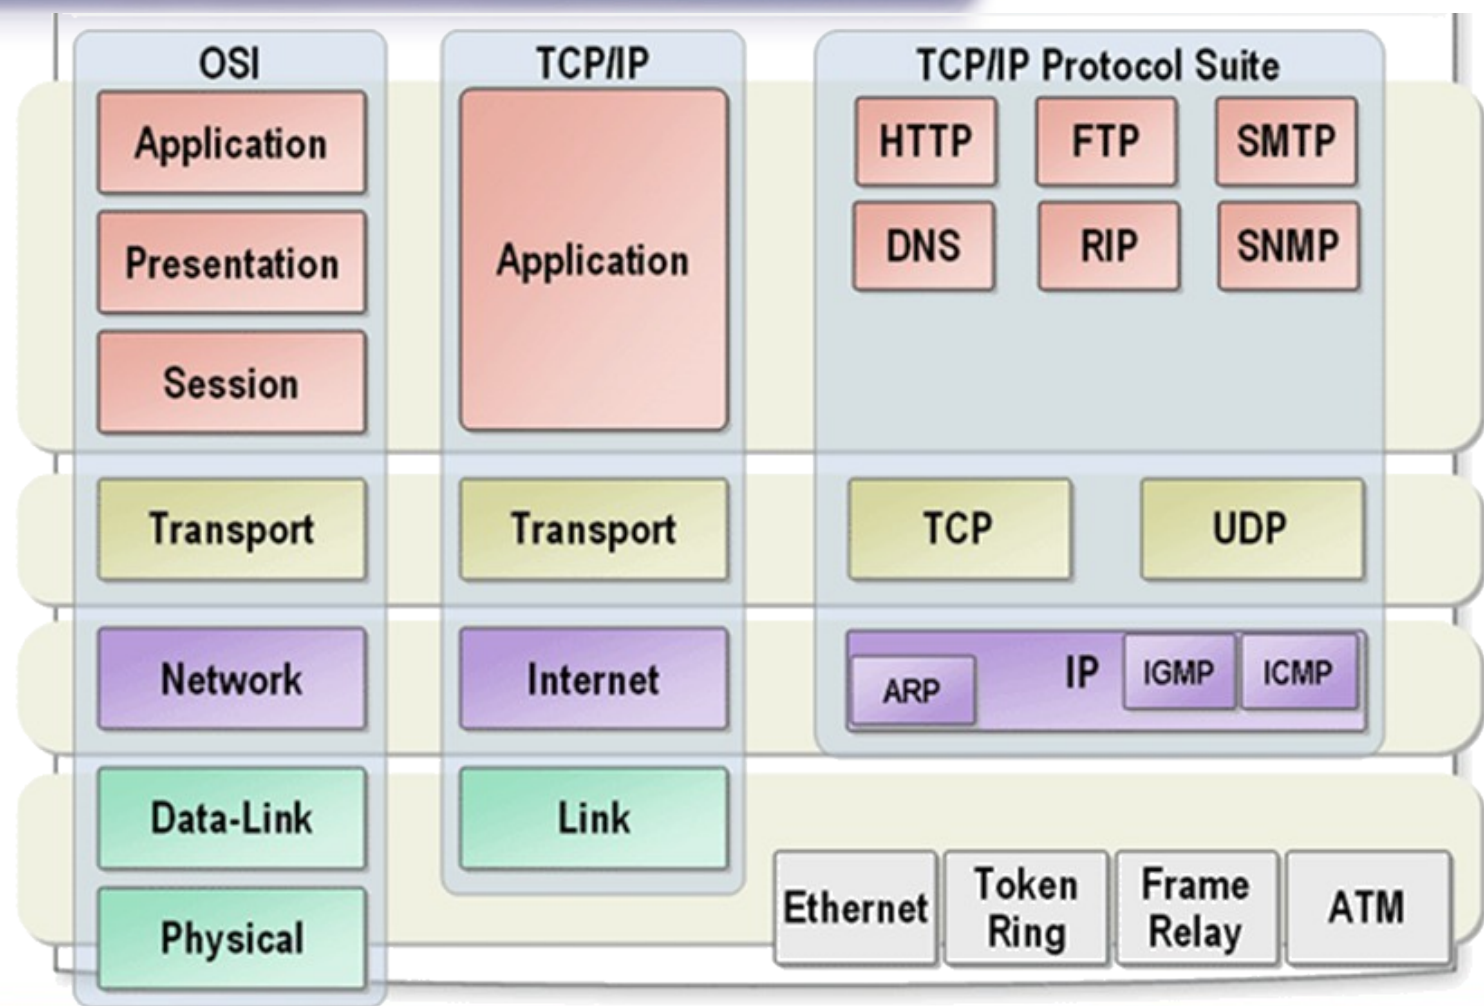 OSI
TCP/IP
TCP/IP Protocol Suite
Application
Presentation
Session
Application
HTTP
FTP
SMTP
DNS
RIP
SNMP
Transport
Transport
TCP
UDP
Network
Internet
ARP
IP
IGMP
ICMP
Data-Link
Link
Physical
Ethernet
Token
Ring
Frame
Relay
ATM